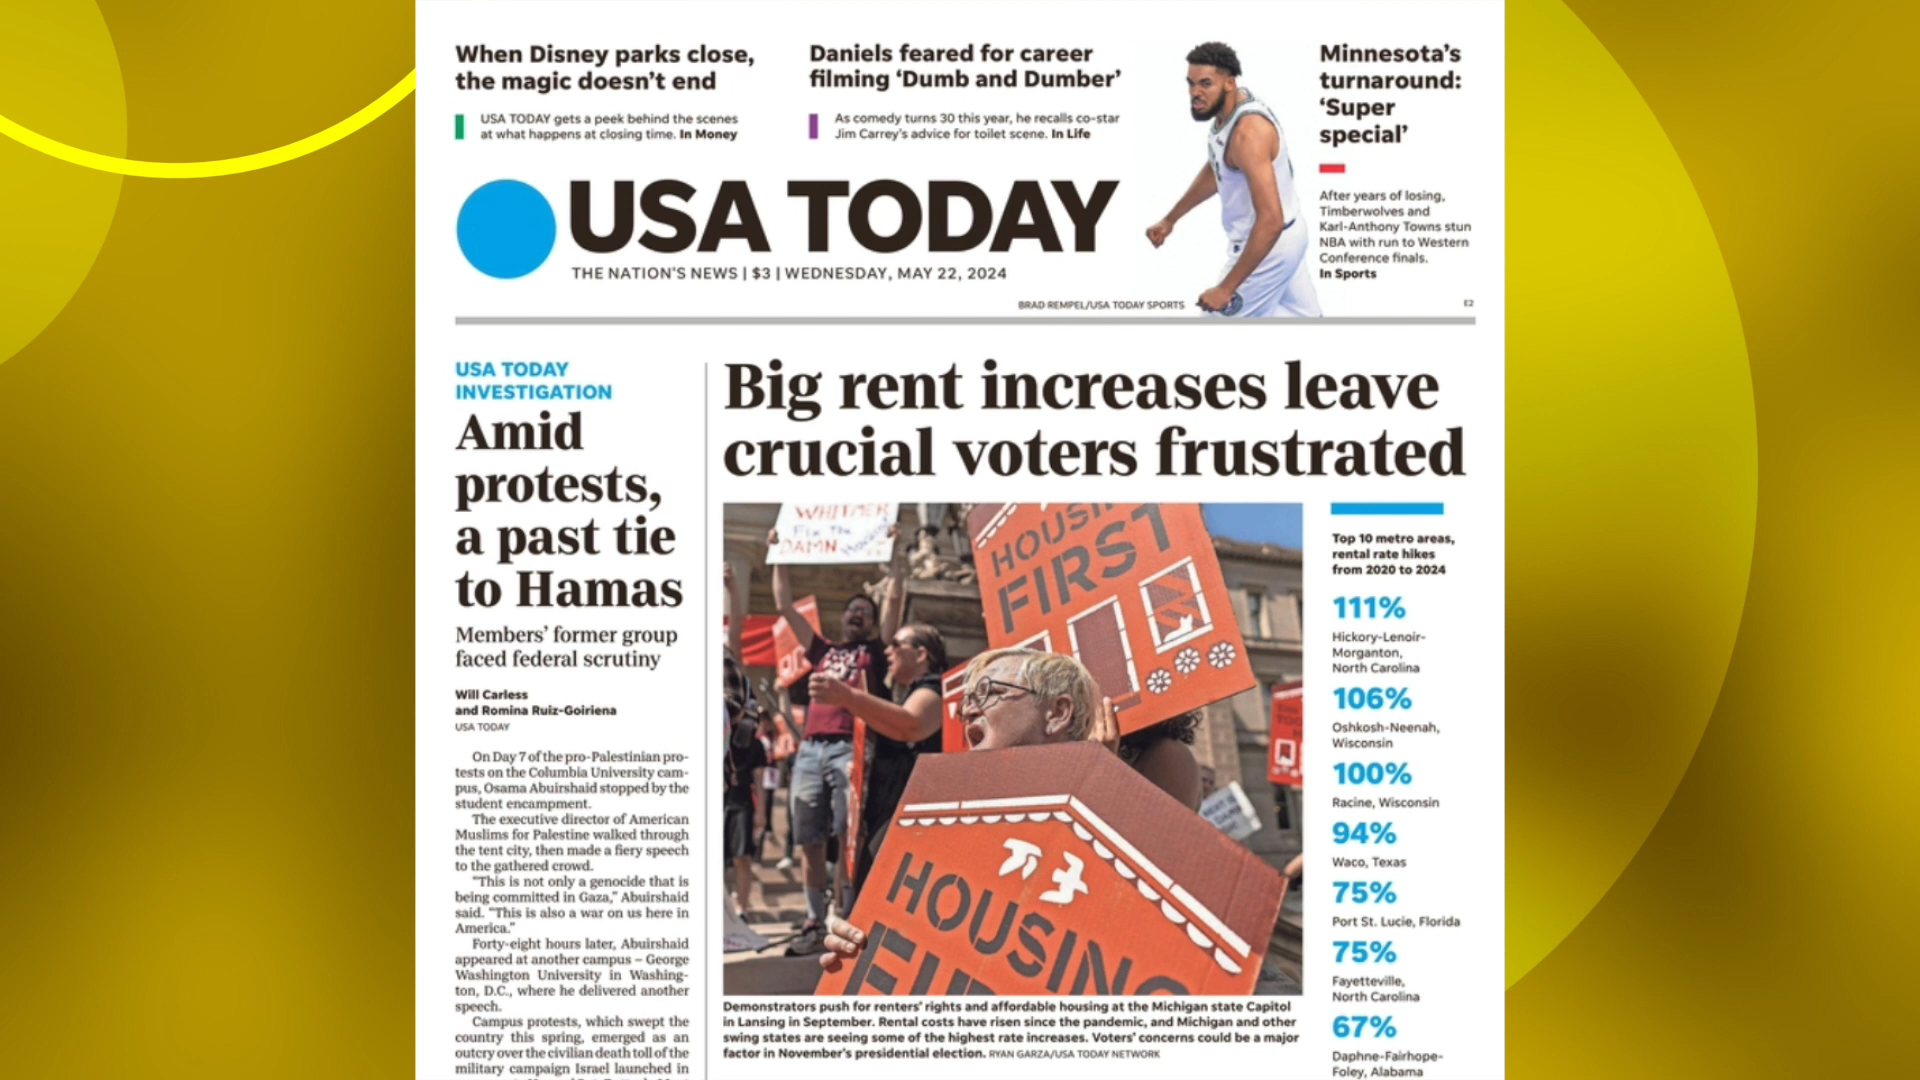 When Disney parks close,
the magic doesn't end
USA TODAY gets a peek behind the scenes
at what happens at closing time. In Money
Daniels feared for career
filming 'Dumb and Dumber'
As comedy turns 30 this year, he recalls co-star
Jim Carrey's advice for toilet scene. In Life
Minnesota's
turnaround:
'Super
special'
After years of losing,
Timberwolves and
Karl-Anthony Towns stun
NBA with run to Western
Conference finals.
In Sports
USA TODAY
THE NATION'S NEWS | $3 | WEDNESDAY, MAY 22, 2024
BRAD REMPEL/USA TODAY SPORTS
E2
USA TODAY
INVESTIGATION
Amid
protests,
a past tie
to Hamas
Members' former group
faced federal scrutiny
Will Carless
and Romina Ruiz-Goiriena
USA TODAY
On Day 7 of the pro-Palestinian pro-
tests on the Columbia University cam-
pus, Osama Abuirshaid stopped by the
student encampment.
The executive director of American
Muslims for Palestine walked through
the tent city, then made a fiery speech
to the gathered crowd.
"This is not only a genocide that is
being committed in Gaza," Abuirshaid
said. "This is also a war on us here in
America."
Forty-eight hours later, Abuirshaid
appeared at another campus – George
Washington University in Washing-
ton, D.C., where he delivered another
speech.
Campus protests, which swept the
country this spring, emerged as an
outcry over the civilian death toll of the
military campaign Israel launched in
Big rent increases leave
crucial voters frustrated
WHITMER
Fix The
DAMN Housing
HOUSING
FIRST
HOUSING
Demonstrators push for renters' rights and affordable housing at the Michigan state Capitol
in Lansing in September. Rental costs have risen since the pandemic, and Michigan and other
swing states are seeing some of the highest rate increases. Voters' concerns could be a major
factor in November's presidential election. RYAN GARZA/USA TODAY NETWORK
Top 10 metro areas,
rental rate hikes
from 2020 to 2024
111%
Hickory-Lenoir-
Morganton,
North Carolina
106%
Oshkosh-Neenah,
Wisconsin
100%
Racine, Wisconsin
94%
Waco, Texas
75%
Port St. Lucie, Florida
75%
Fayetteville,
North Carolina
67%
Daphne-Fairhope-
Foley, Alabama